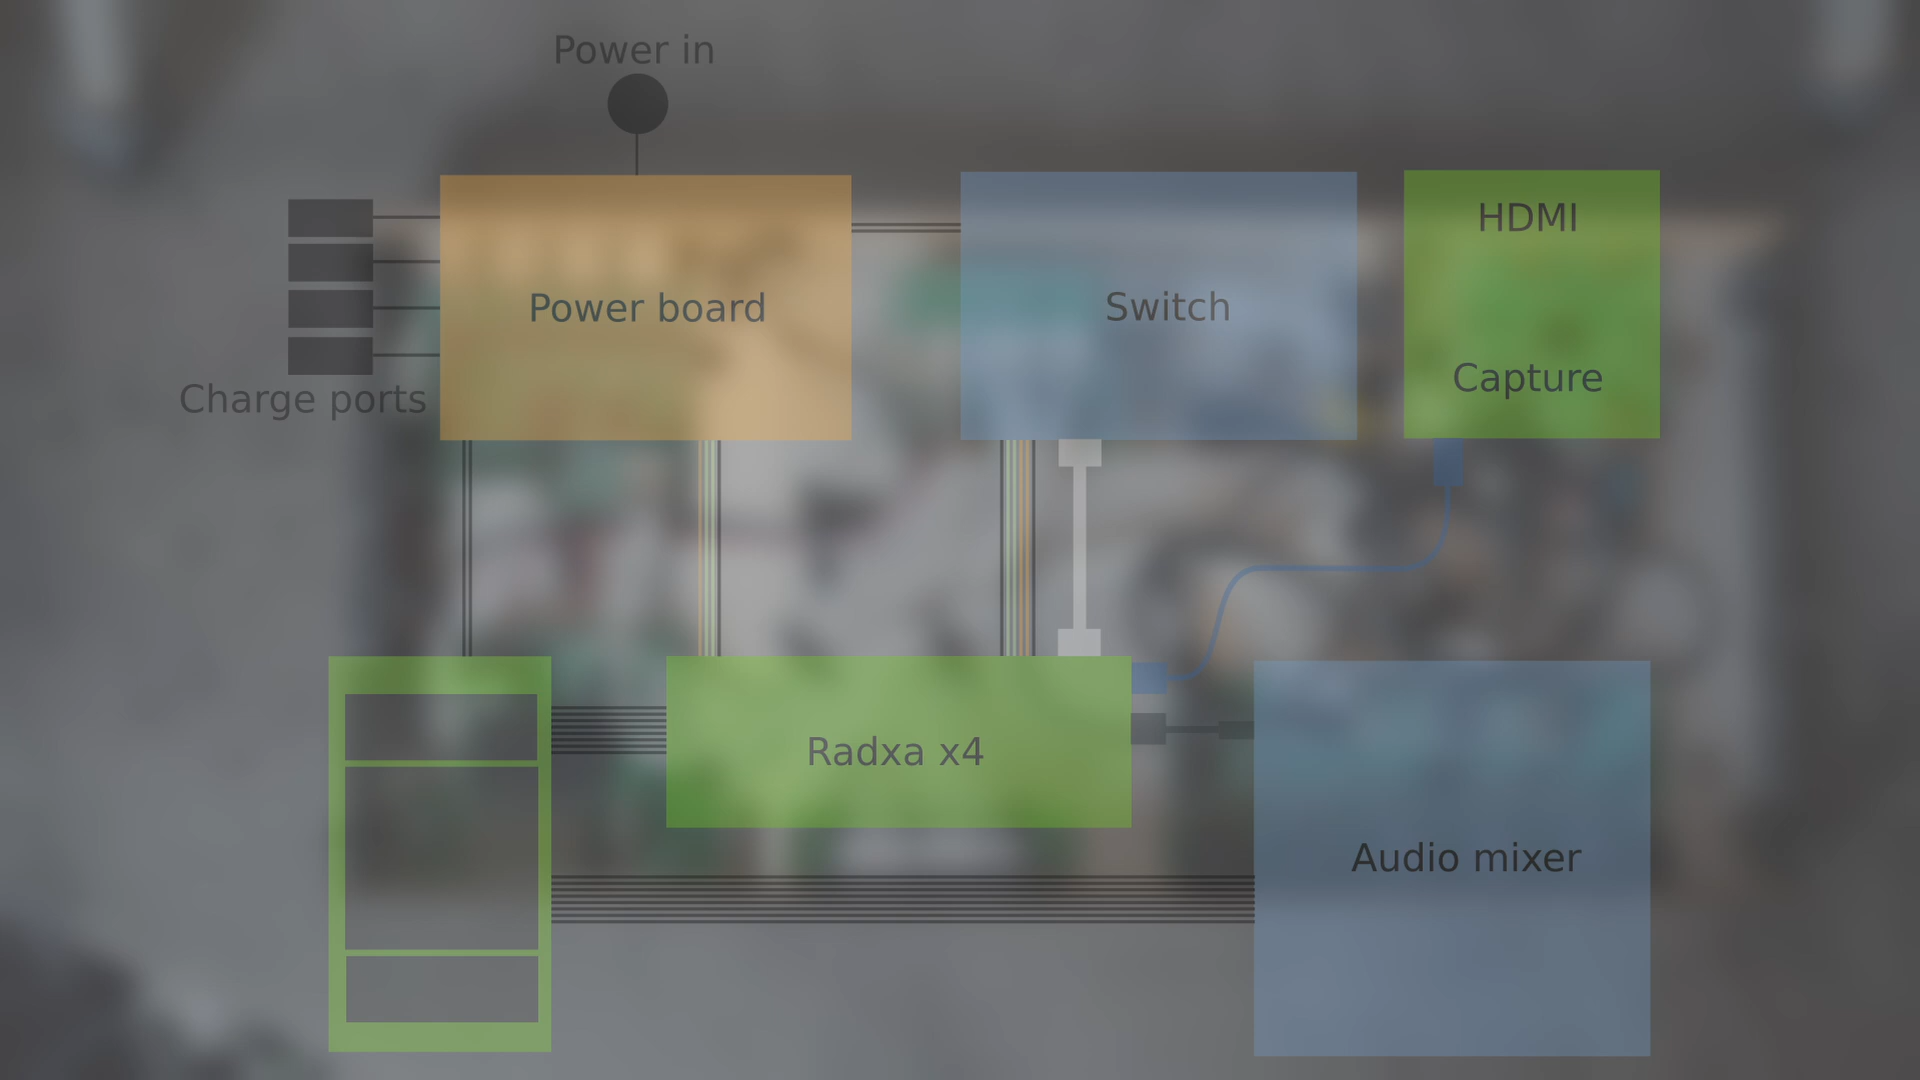 Power in
HDMI
Power board
Switch
Capture
Charge ports
Radxa x4
Audio mixer